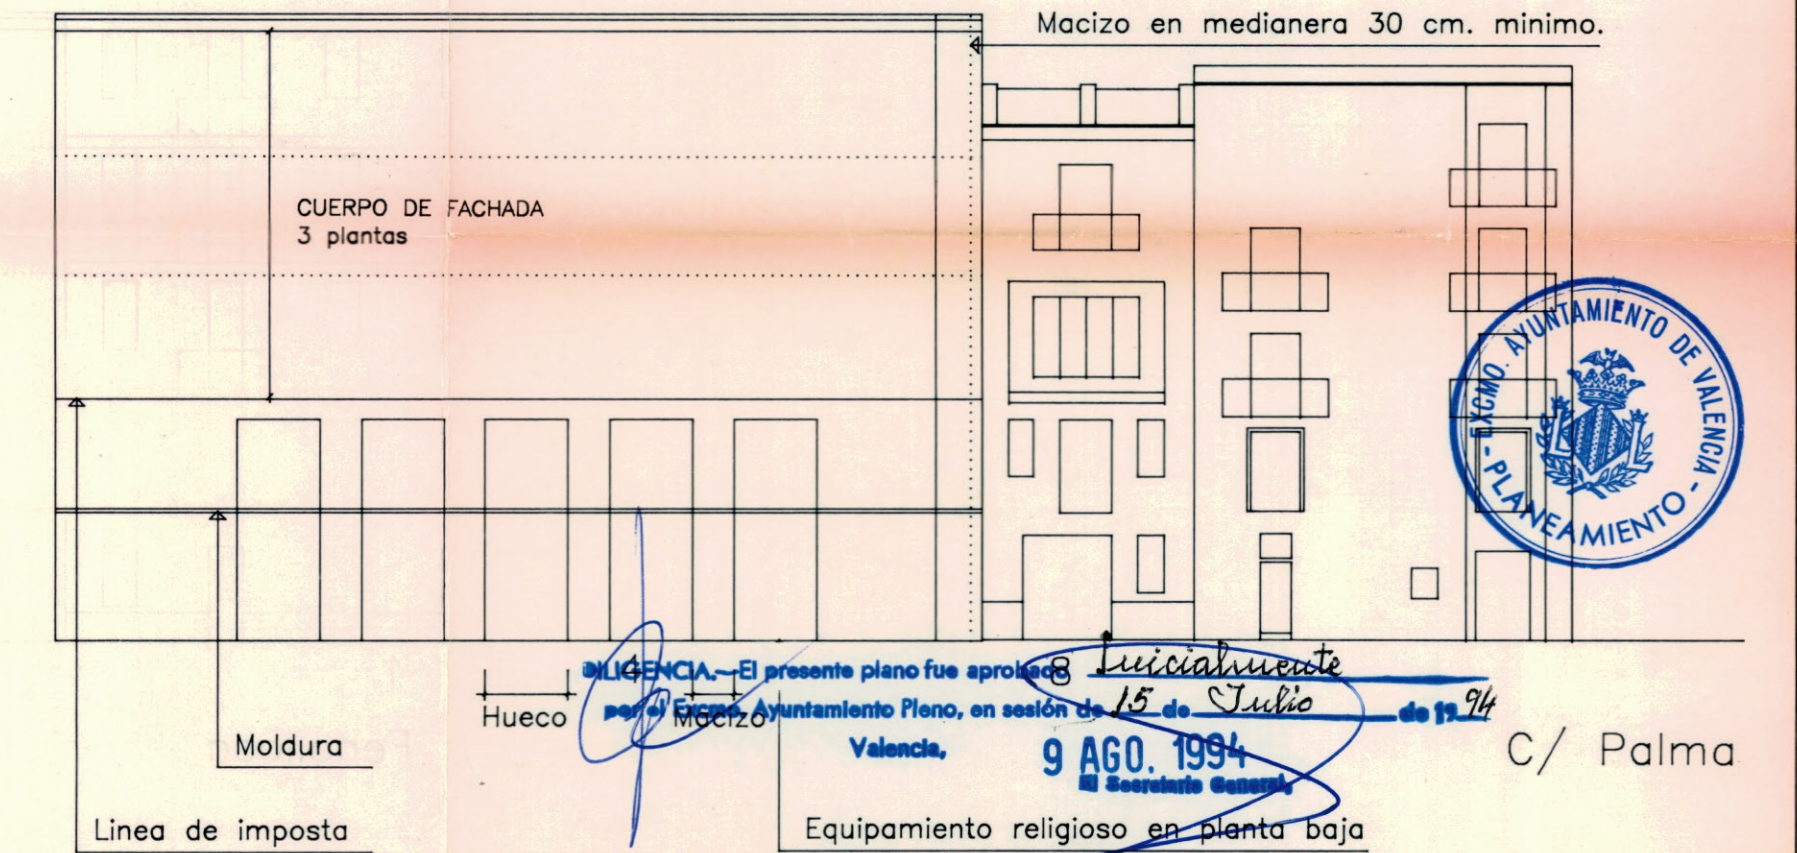 Macizo en medianera 30 cm. minimo.
CUERPO DE FACHADA
3 plantas
EXCMO. AYUNTAMIENTO DE VALENCIA
- PLANEAMIENTO -
4
8
DILIGENCIA.-El presente plano fue aprobado Inicialmente
por el Excmo. Ayuntamiento Pleno, en sesión de 15 de Julio de 1994
Hueco
Macizo
Valencia,
9 AGO. 1994
El Secretario General,
Moldura
C/ Palma
Linea de imposta
Equipamiento religioso en planta baja